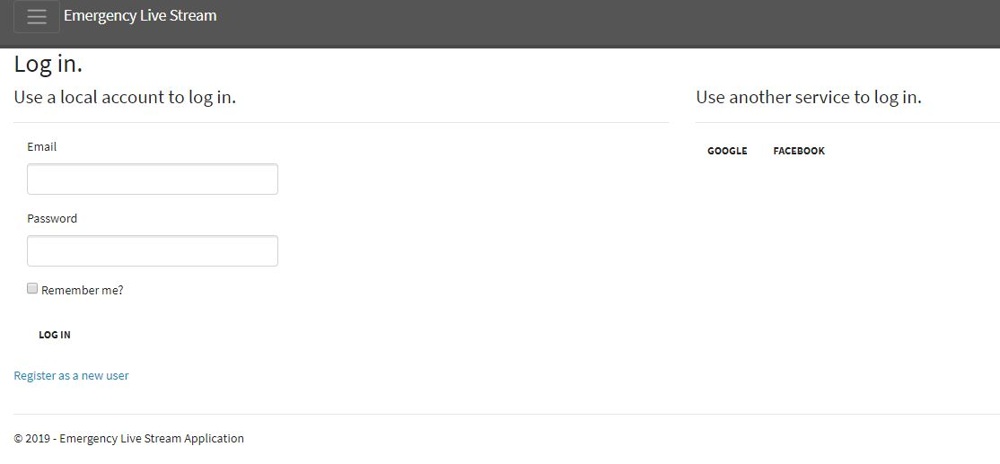 Emergency Live Stream
Log in.
Use a local account to log in.
Email
Password
Remember me?
LOG IN
Register as a new user
Use another service to log in.
GOOGLE FACEBOOK
© 2019 - Emergency Live Stream Application